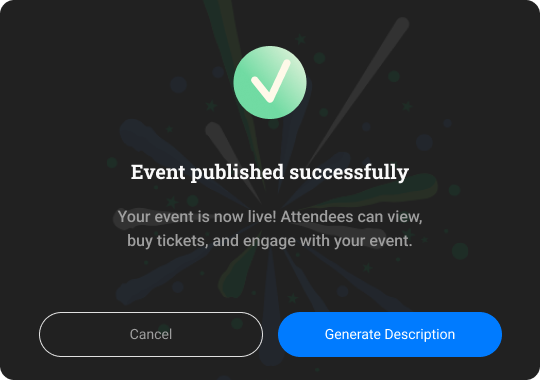 Event published successfully
Your event is now live! Attendees can view,
buy tickets, and engage with your event.
Cancel
Generate Description